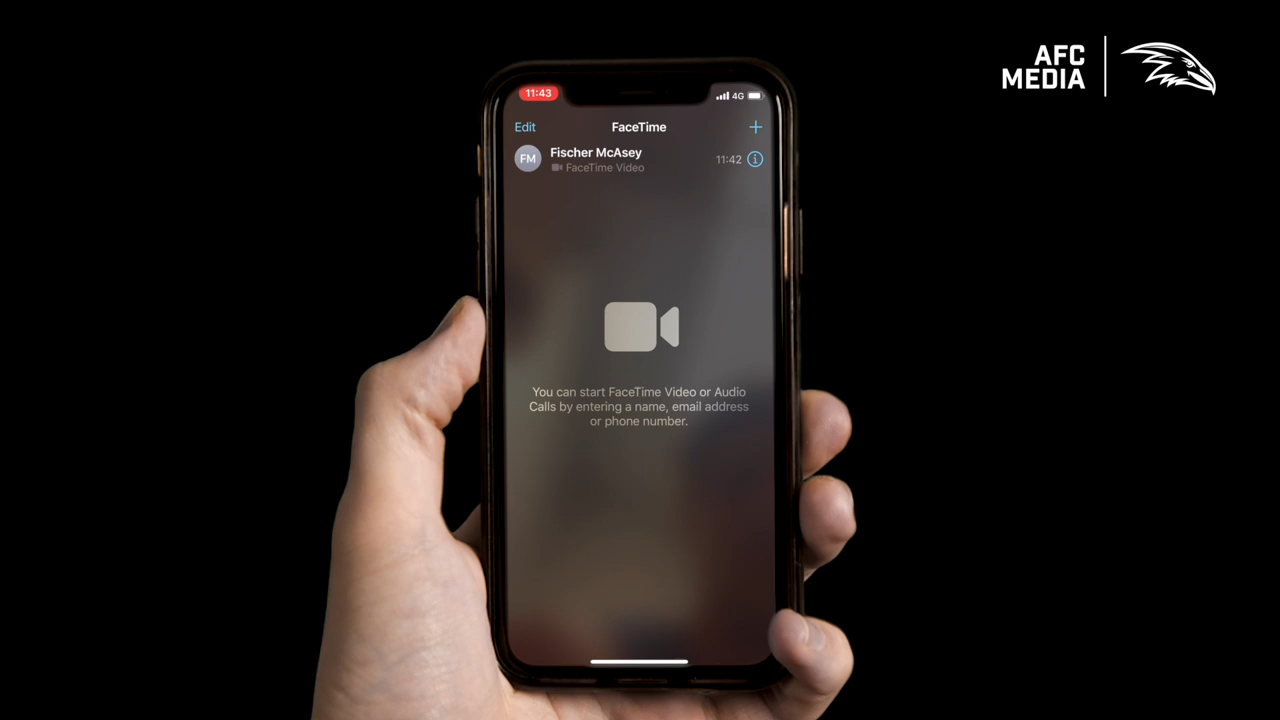 AFC
MEDIA
11:43
4G
Edit
FaceTime
+
FM
Fischer McAsey
11:42
FaceTime Video
You can start FaceTime Video or Audio
Calls by entering a name, email address
or phone number.